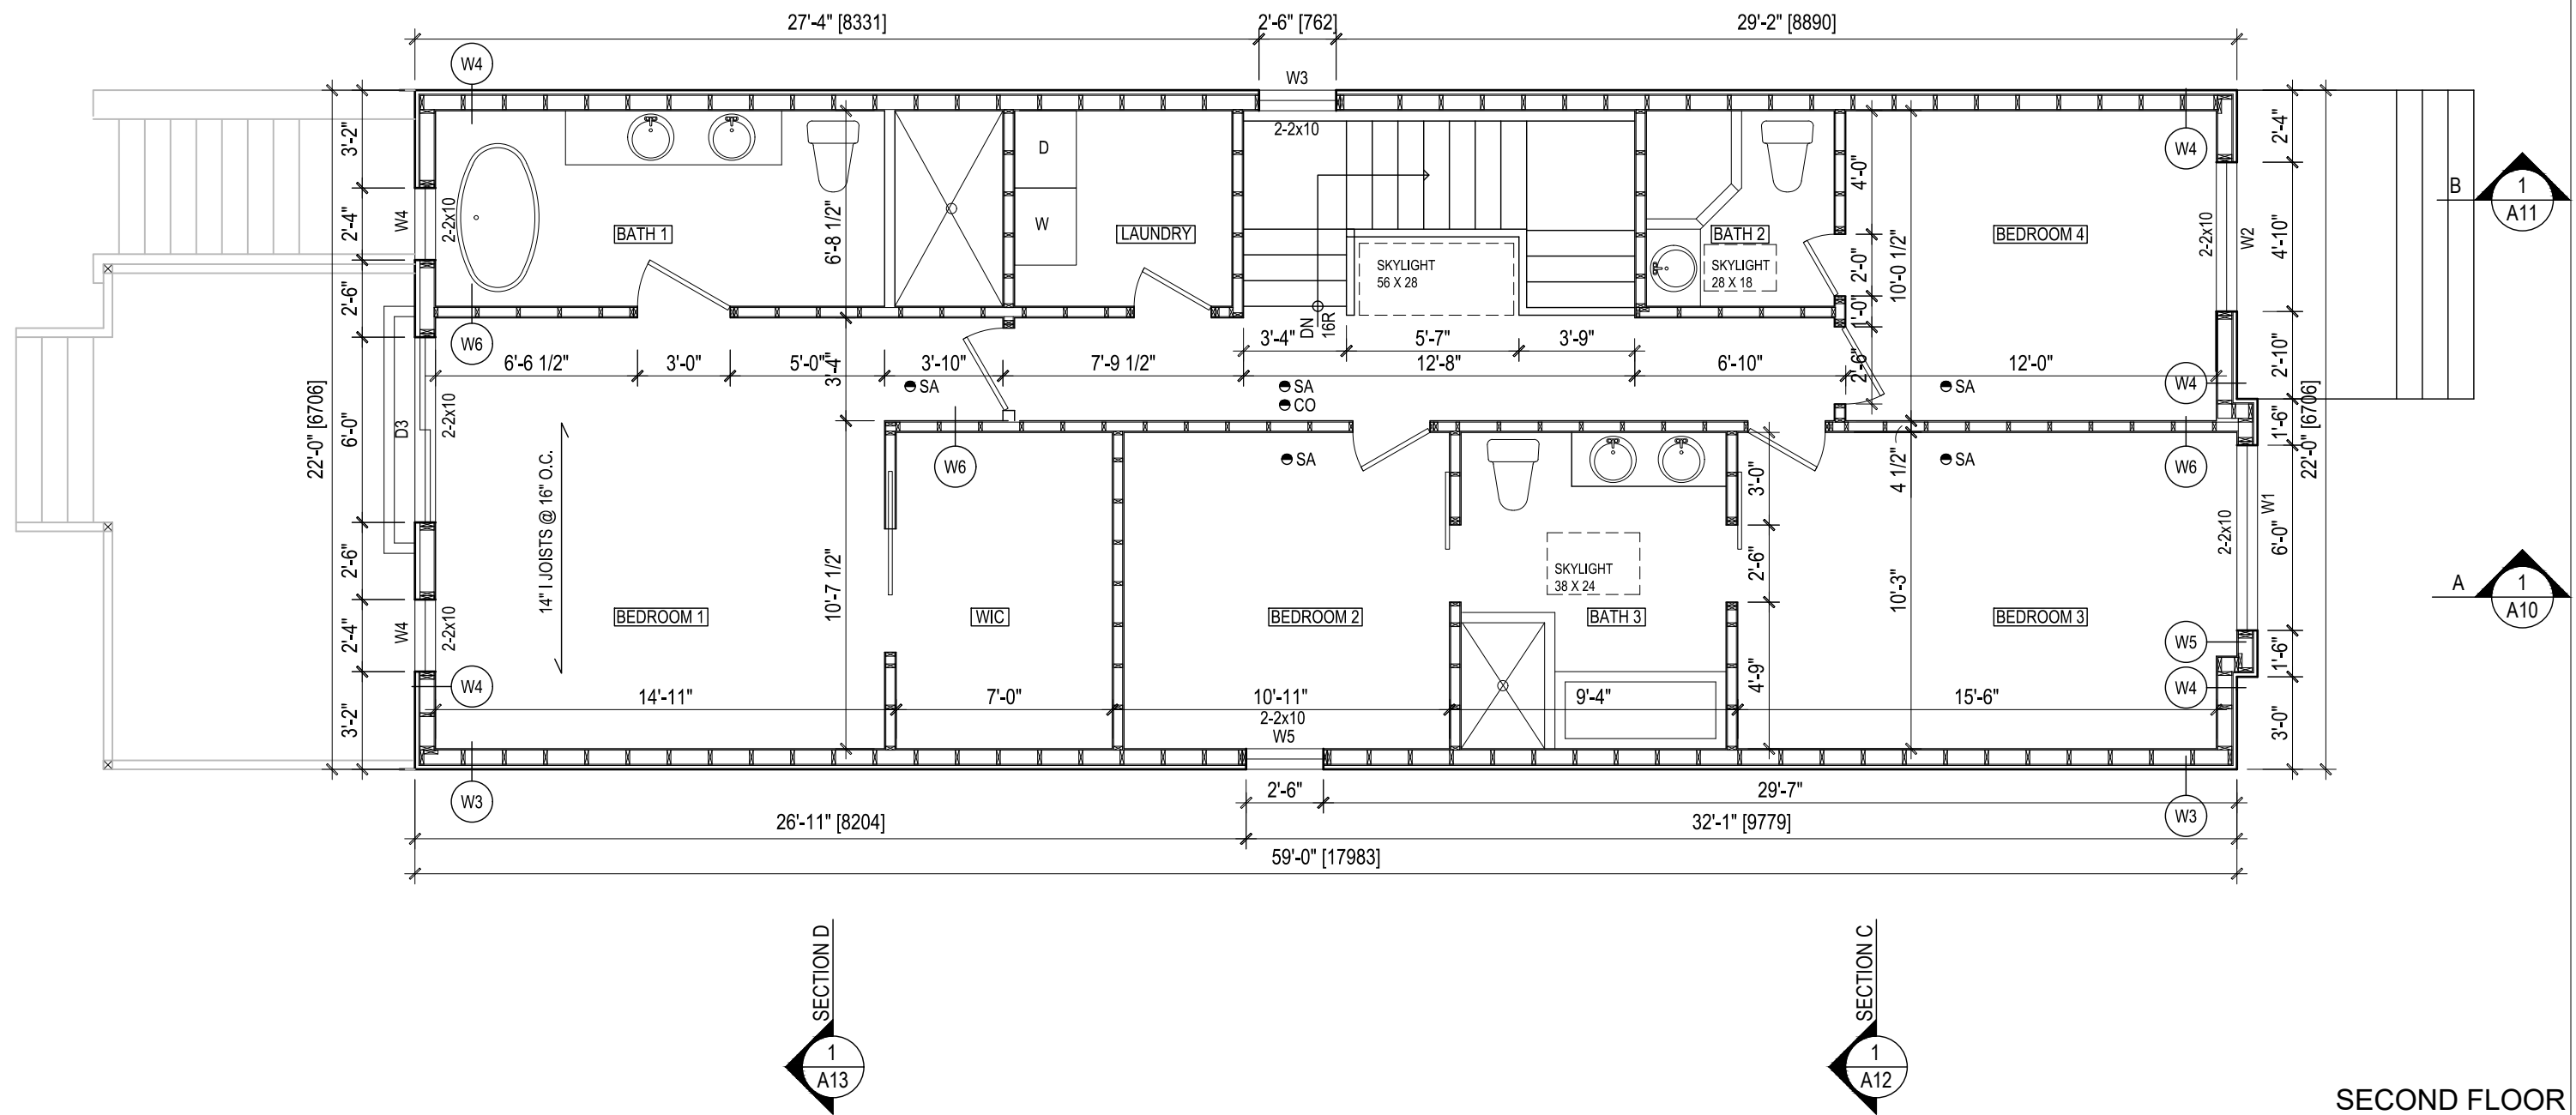 27'-4" [8331]
2'-6" [762]
29'-2" [8890]
W4
W3
2-2x10
3'-2"
2'-4"
2'-6"
6'-0"
2'-6"
2'-4"
3'-2"
22'-0" [6706]
W4
D3
W4
2-2x10
2-2x10
2-2x10
BATH 1
6'-8 1/2"
D
W
LAUNDRY
SKYLIGHT
56 X 28
DN
16R
BATH 2
SKYLIGHT
28 X 18
4'-0"
2'-0"
1'-0"
2'-6"
10'-0 1/2"
BEDROOM 4
W4
2-2x10
W2
2'-4"
4'-10"
2'-10"
1'-6"
6'-0"
1'-6"
3'-0"
22'-0" [6706]
B
1
A11
W6
6'-6 1/2"
3'-0"
5'-0"
3'-4"
3'-10"
7'-9 1/2"
3'-4"
5'-7"
3'-9"
12'-8"
6'-10"
12'-0"
W4
SA
SA
CO
SA
14" I JOISTS @ 16" O.C.
W6
SA
SA
W6
4 1/2"
3'-0"
2'-6"
4'-9"
10'-7 1/2"
10'-3"
2-2x10
W1
SKYLIGHT
38 X 24
A
1
A10
BEDROOM 1
WIC
BEDROOM 2
BATH 3
BEDROOM 3
W5
W4
W4
14'-11"
7'-0"
10'-11"
9'-4"
15'-6"
2-2x10
W5
W3
2'-6"
29'-7"
W3
26'-11" [8204]
32'-1" [9779]
59'-0" [17983]
SECTION D
1
A13
SECTION C
1
A12
SECOND FLOOR